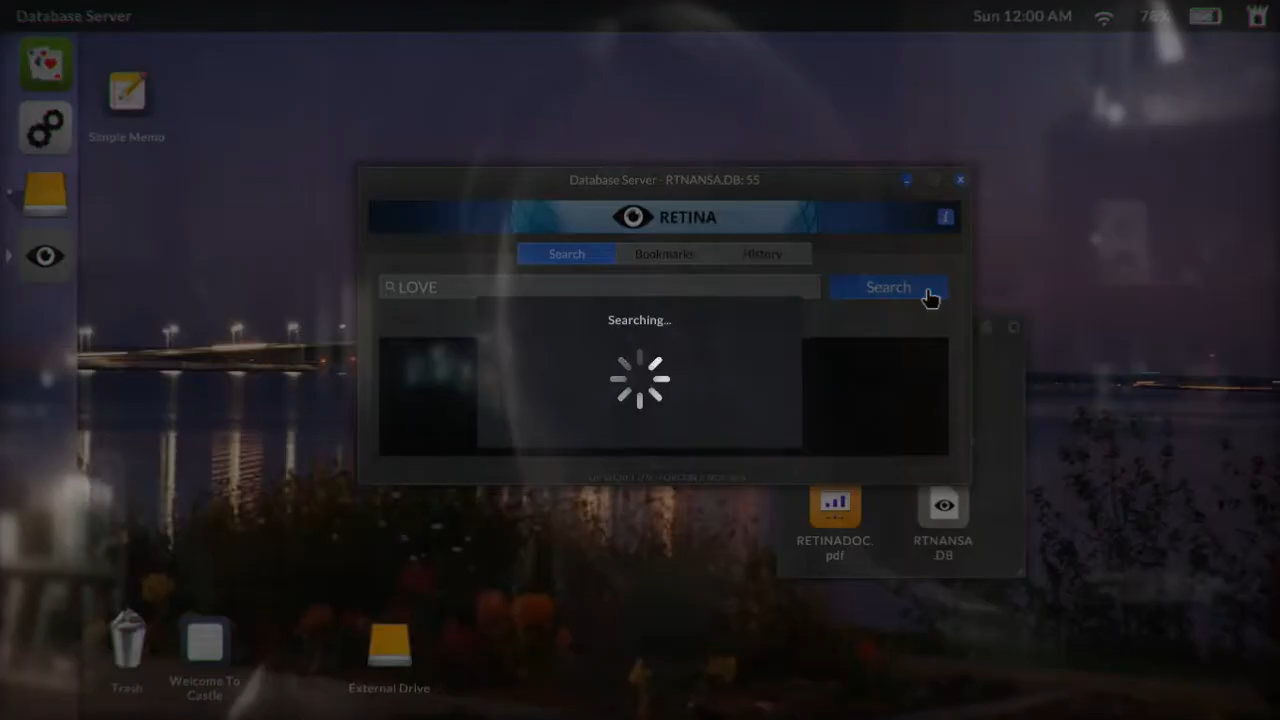 Database Server
Sun 12:00 AM
Simple Memo
Database Server - RTNANSA.DB: 55
RETINA
Search
Bookmarks
History
LOVE
Search
Searching...
RETINADOC.
pdf
RTNANSA
.DB
Trash
Welcome To
Castle
External Drive